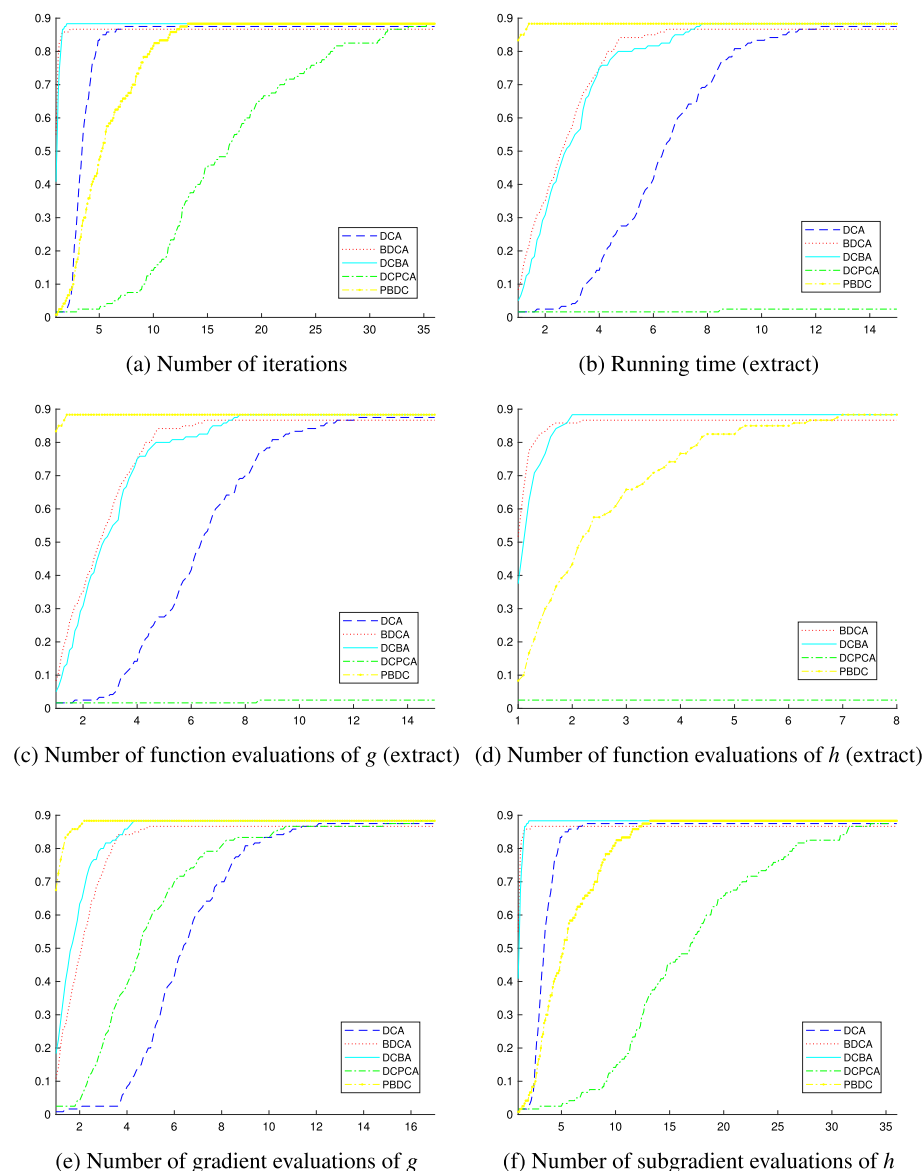 0.9
0.8
0.7
0.6
0.5
0.4
0.3
0.2
0.1
0
5 10 15 20 25 30 35
DCA
BDCA
DCBA
DCPCA
PBDC
(a) Number of iterations
0.9
0.8
0.7
0.6
0.5
0.4
0.3
0.2
0.1
0
2 4 6 8 10 12 14
DCA
BDCA
DCBA
DCPCA
PBDC
(b) Running time (extract)
0.9
0.8
0.7
0.6
0.5
0.4
0.3
0.2
0.1
0
2 4 6 8 10 12 14
DCA
BDCA
DCBA
DCPCA
PBDC
(c) Number of function evaluations of g (extract)
0.9
0.8
0.7
0.6
0.5
0.4
0.3
0.2
0.1
0
1 2 3 4 5 6 7 8
BDCA
DCBA
DCPCA
PBDC
(d) Number of function evaluations of h (extract)
0.9
0.8
0.7
0.6
0.5
0.4
0.3
0.2
0.1
0
2 4 6 8 10 12 14 16
DCA
BDCA
DCBA
DCPCA
PBDC
(e) Number of gradient evaluations of g
0.9
0.8
0.7
0.6
0.5
0.4
0.3
0.2
0.1
0
5 10 15 20 25 30 35
DCA
BDCA
DCBA
DCPCA
PBDC
(f) Number of subgradient evaluations of h